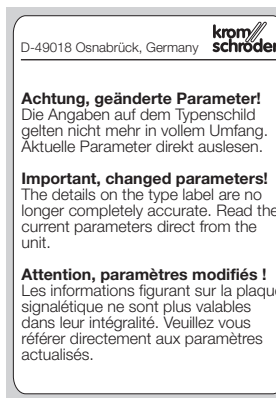 D-49018 Osnabrück, Germany
krom
schroder
Achtung, geänderte Parameter!
Die Angaben auf dem Typenschild
gelten nicht mehr in vollem Umfang.
Aktuelle Parameter direkt auslesen.
Important, changed parameters!
The details on the type label are no
longer completely accurate. Read the
current parameters direct from the
unit.
Attention, paramètres modifiés !
Les informations figurant sur la plaque
signalétique ne sont plus valables
dans leur intégralité. Veuillez vous
référer directement aux paramètres
actualisés.